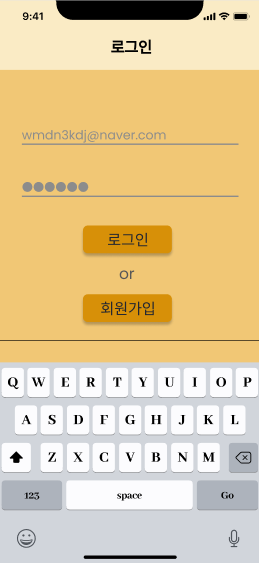 9:41
로그인
wmdn3kdj@naver.com
●●●●●●
로그인
or
회원가입
Q W E R T Y U I O P
A S D F G H J K L
Z X C V B N M
123 space Go